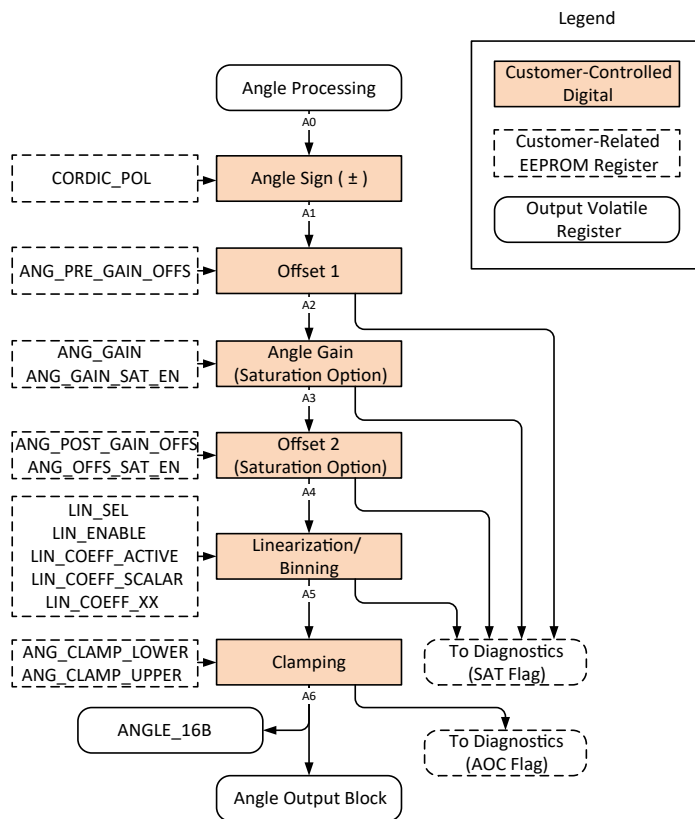 Legend
Customer-Controlled
Digital
Customer-Related
EEPROM Register
Output Volatile
Register
Angle Processing
A0
CORDIC_POL
Angle Sign ( ± )
A1
ANG_PRE_GAIN_OFFS
Offset 1
A2
ANG_GAIN
ANG_GAIN_SAT_EN
Angle Gain
(Saturation Option)
A3
ANG_POST_GAIN_OFFS
ANG_OFFS_SAT_EN
Offset 2
(Saturation Option)
A4
LIN_SEL
LIN_ENABLE
LIN_COEFF_ACTIVE
LIN_COEFF_SCALAR
LIN_COEFF_XX
Linearization/
Binning
A5
ANG_CLAMP_LOWER
ANG_CLAMP_UPPER
Clamping
To Diagnostics
(SAT Flag)
A6
ANGLE_16B
To Diagnostics
(AOC Flag)
Angle Output Block